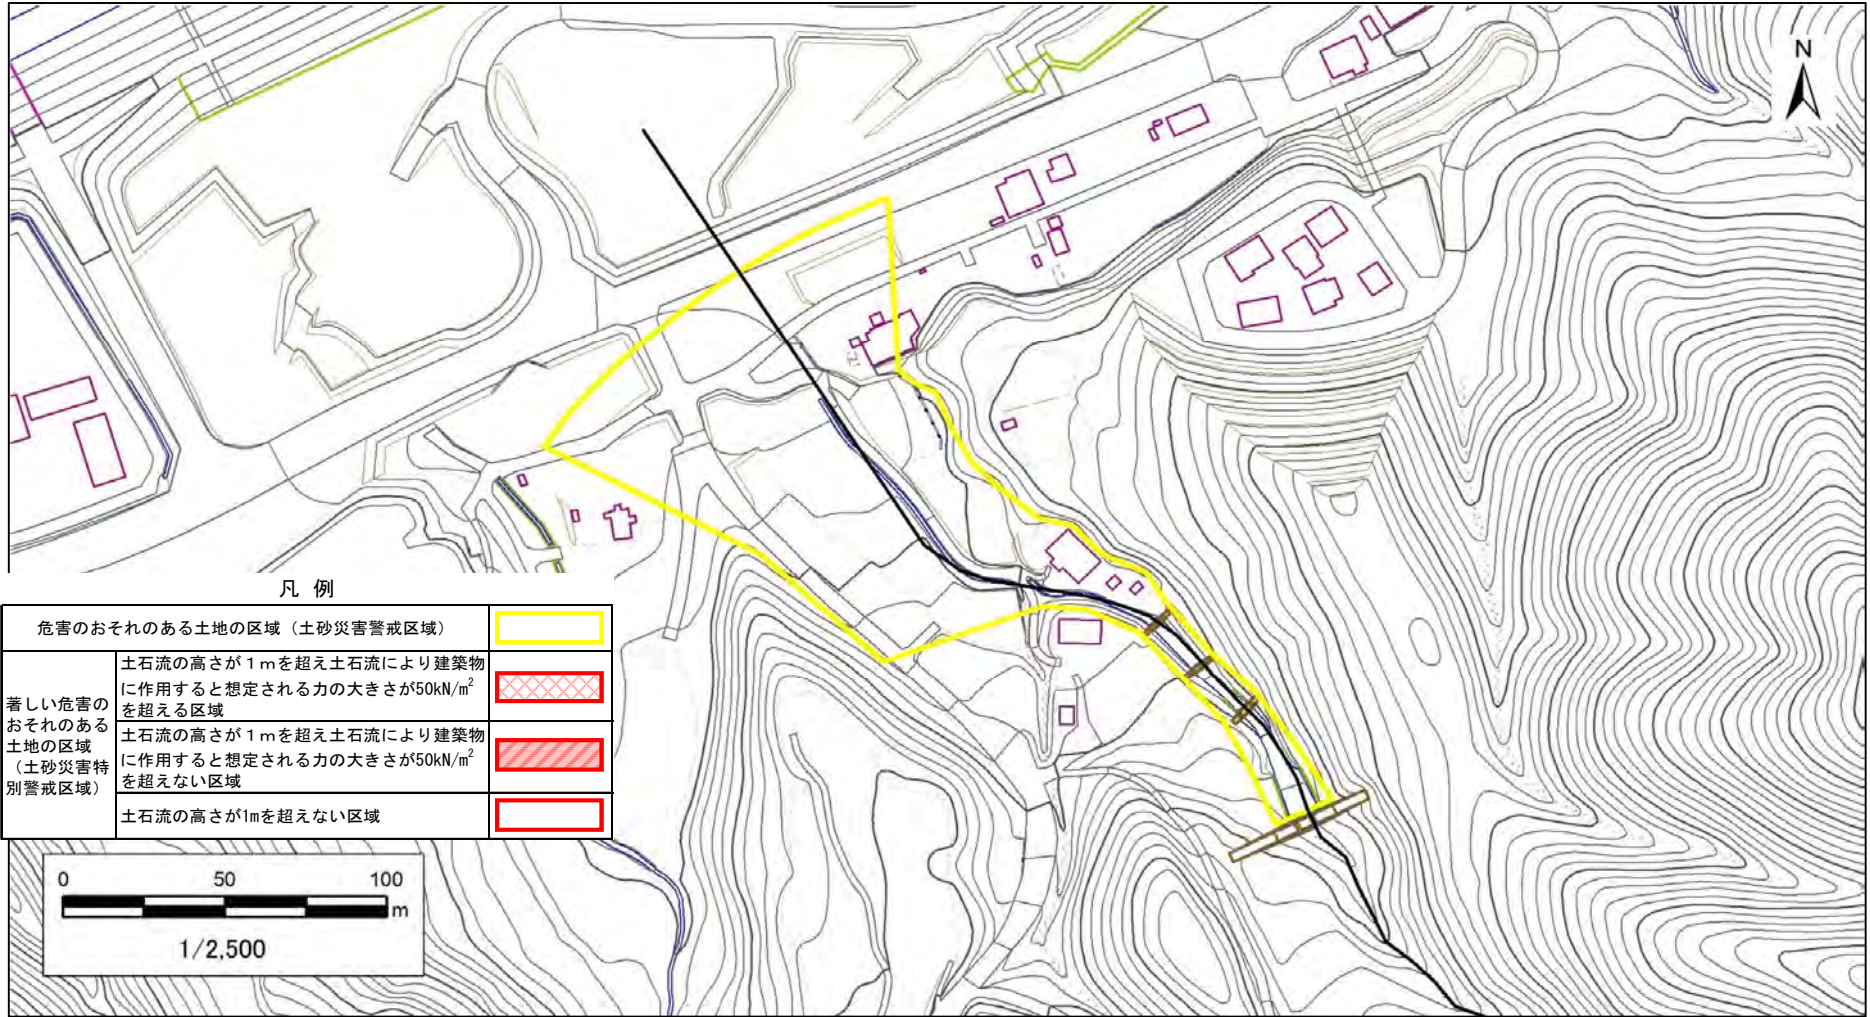 N
凡 例
危害のおそれのある土地の区域（土砂災害警戒区域）
著しい危害の
おそれのある
土地の区域
（土砂災害特
別警戒区域）
土石流の高さが１ｍを超え土石流により建築物
に作用すると想定される力の大きさが50kN/㎡
を超える区域
土石流の高さが１ｍを超え土石流により建築物
に作用すると想定される力の大きさが50kN/㎡
を超えない区域
土石流の高さが1mを超えない区域
0 50 100
m
1/2,500